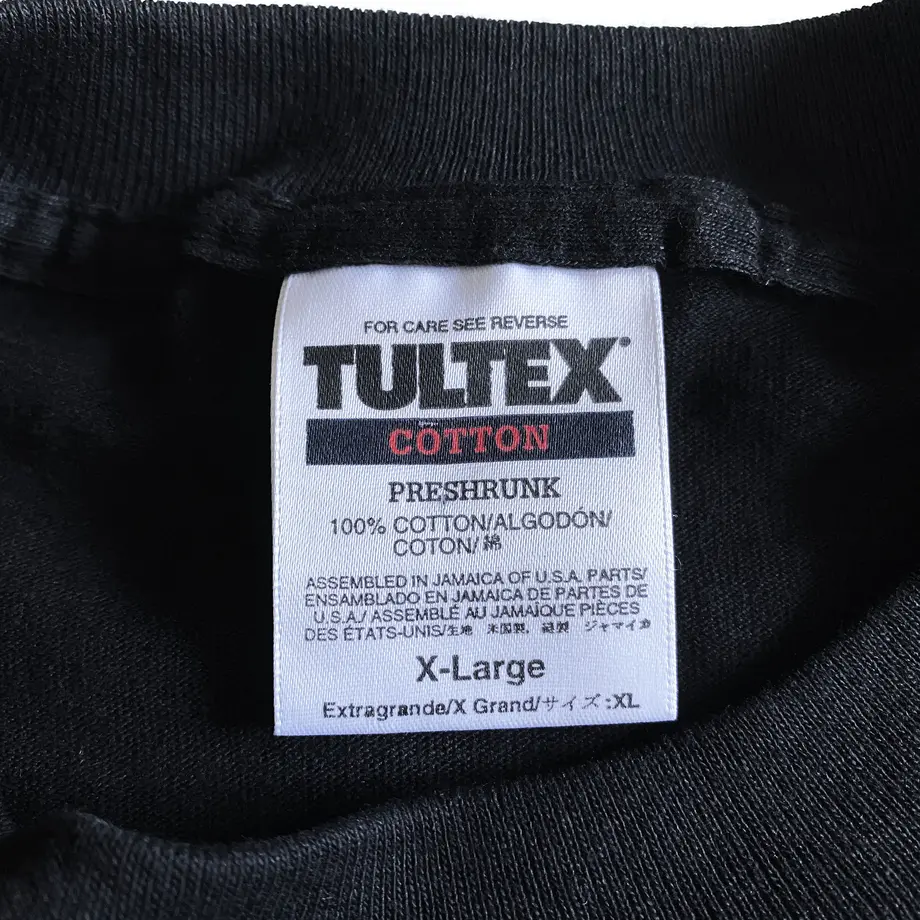 FOR CARE SEE REVERSE
TULTEX®
COTTON
PRESHRUNK
100% COTTON/ALGODÓN/
COTON/綿
ASSEMBLED IN JAMAICA OF U.S.A. PARTS/
ENSAMBLADO EN JAMAICA DE PARTES DE
U.S.A./ ASSEMBLÉ AU JAMAIQUE PIÈCES
DES ÉTATS-UNIS/生地 米国製, 縫製 ジャマイカ
X-Large
Extragrande/X Grand/サイズ :XL